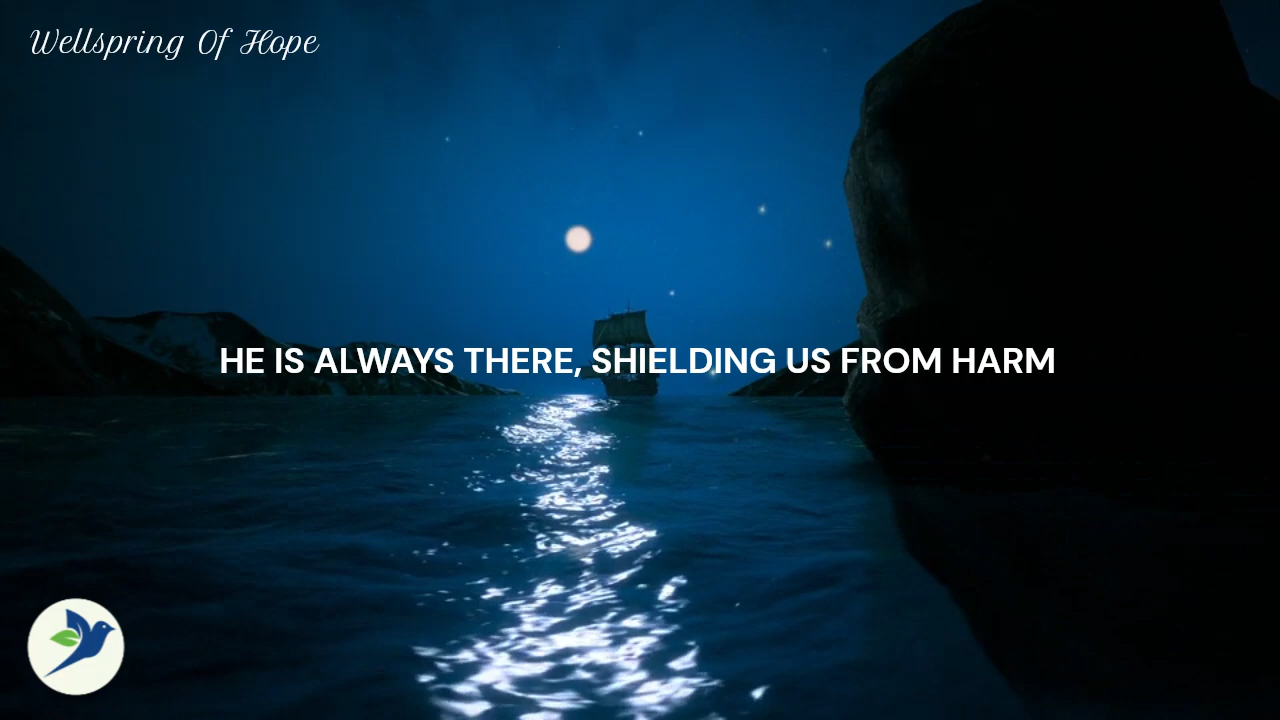 Wellspring Of Hope
HE IS ALWAYS THERE, SHIELDING US FROM HARM